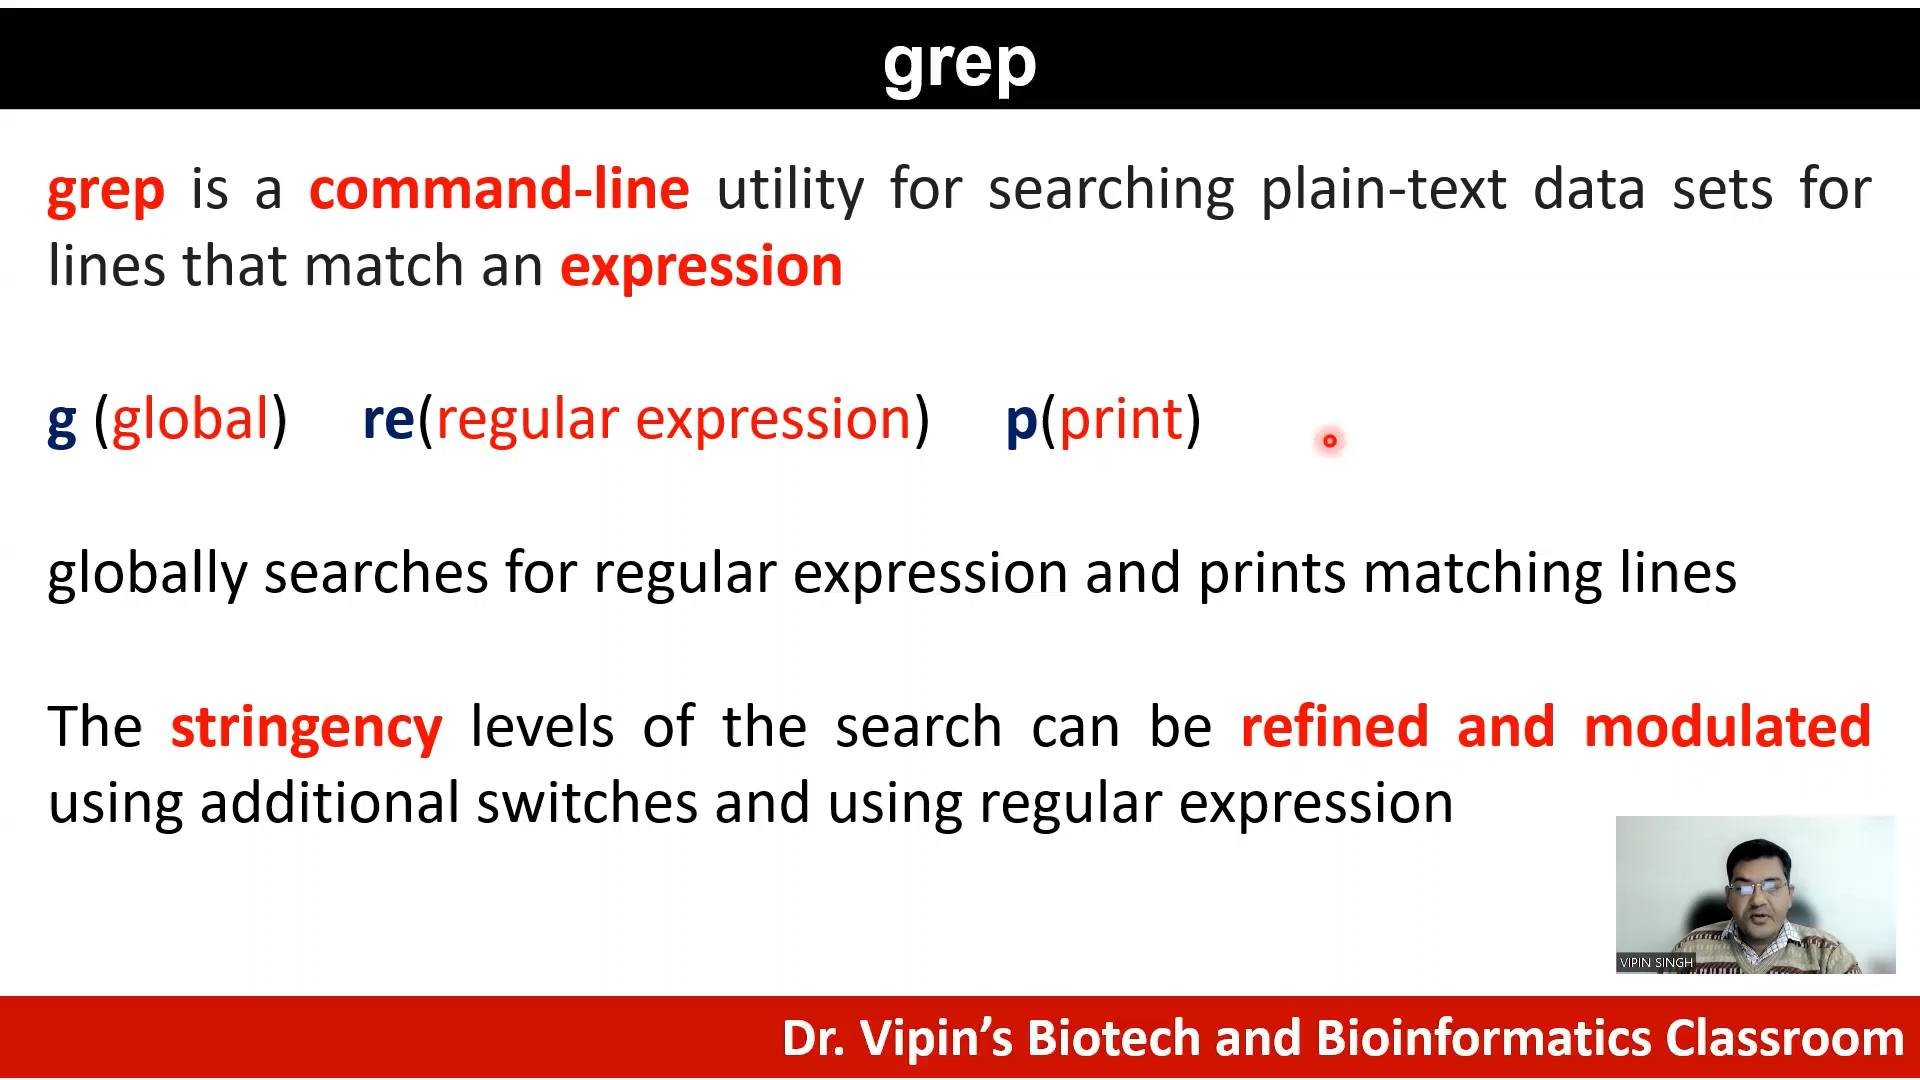 grep
grep is a command-line utility for searching plain-text data sets for
lines that match an expression
g (global) re(regular expression) p(print)
globally searches for regular expression and prints matching lines
The stringency levels of the search can be refined and modulated
using additional switches and using regular expression
VIPIN SINGH
Dr. Vipin’s Biotech and Bioinformatics Classroom